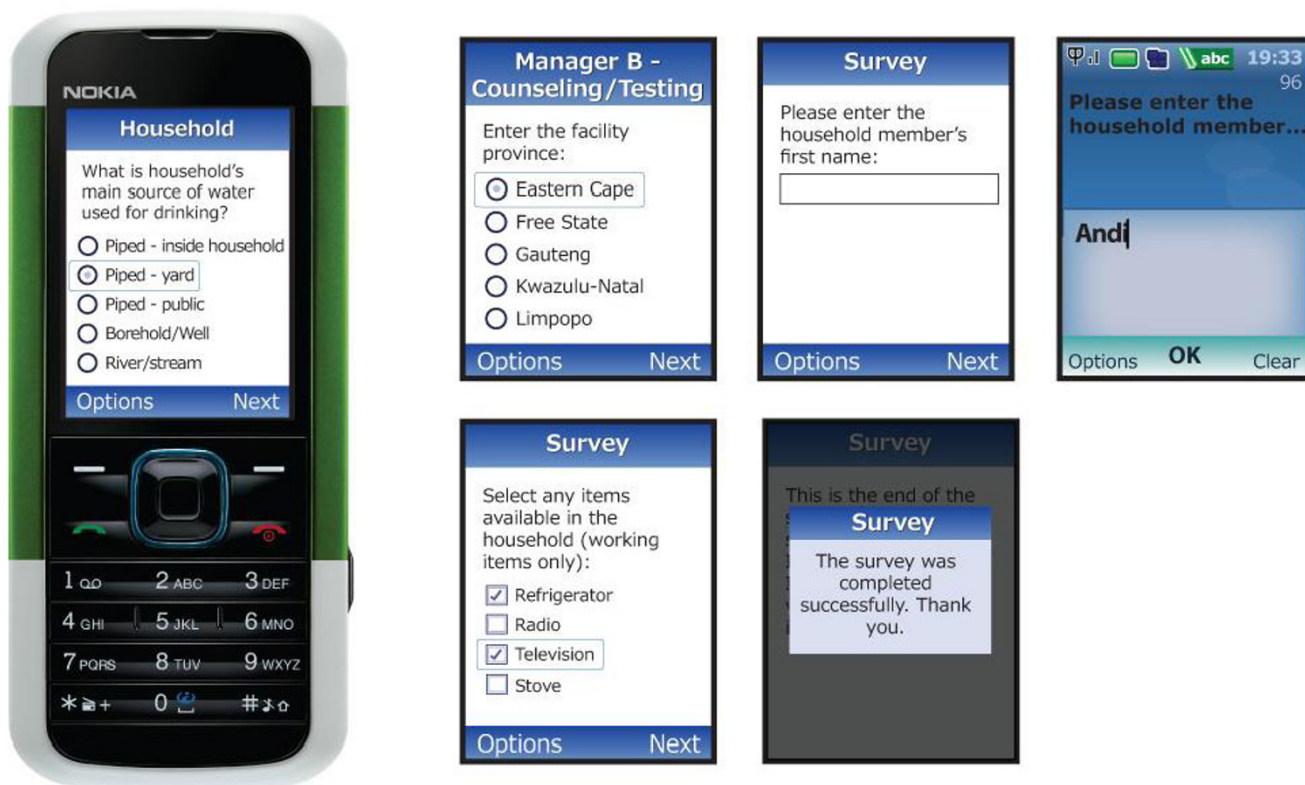 NOKIA
Household
What is household's
main source of water
used for drinking?
Piped - inside household
Piped - yard
Piped - public
Borehold/Well
River/stream
Options Next
1 2 ABC 3 DEF
4 GHI 5 JKL 6 MNO
7 PQRS 8 TUV 9 WXYZ
* + 0 #
Manager B -
Counseling/Testing
Enter the facility
province:
Eastern Cape
Free State
Gauteng
Kwazulu-Natal
Limpopo
Options Next
Survey
Please enter the
household member's
first name:
Options Next
abc 19:33
96
Please enter the
household member...
Andi
Options OK Clear
Survey
Select any items
available in the
household (working
items only):
Refrigerator
Radio
Television
Stove
Options Next
Survey
This is the end of the
Survey
The survey was
completed
successfully. Thank
you.